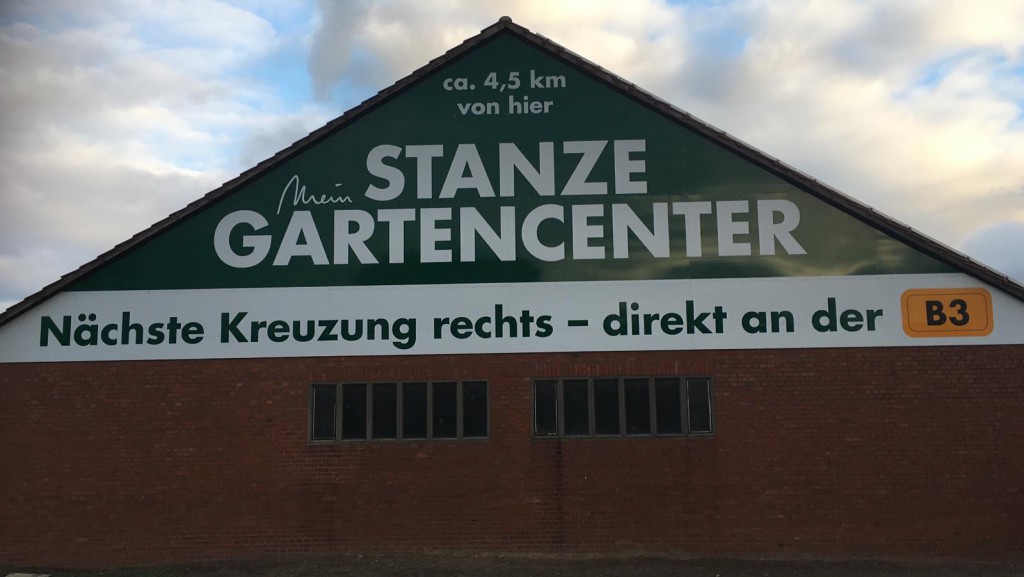 ca. 4,5 km
von hier
Mein STANZE
GARTENCENTER
Nächste Kreuzung rechts – direkt an der B3